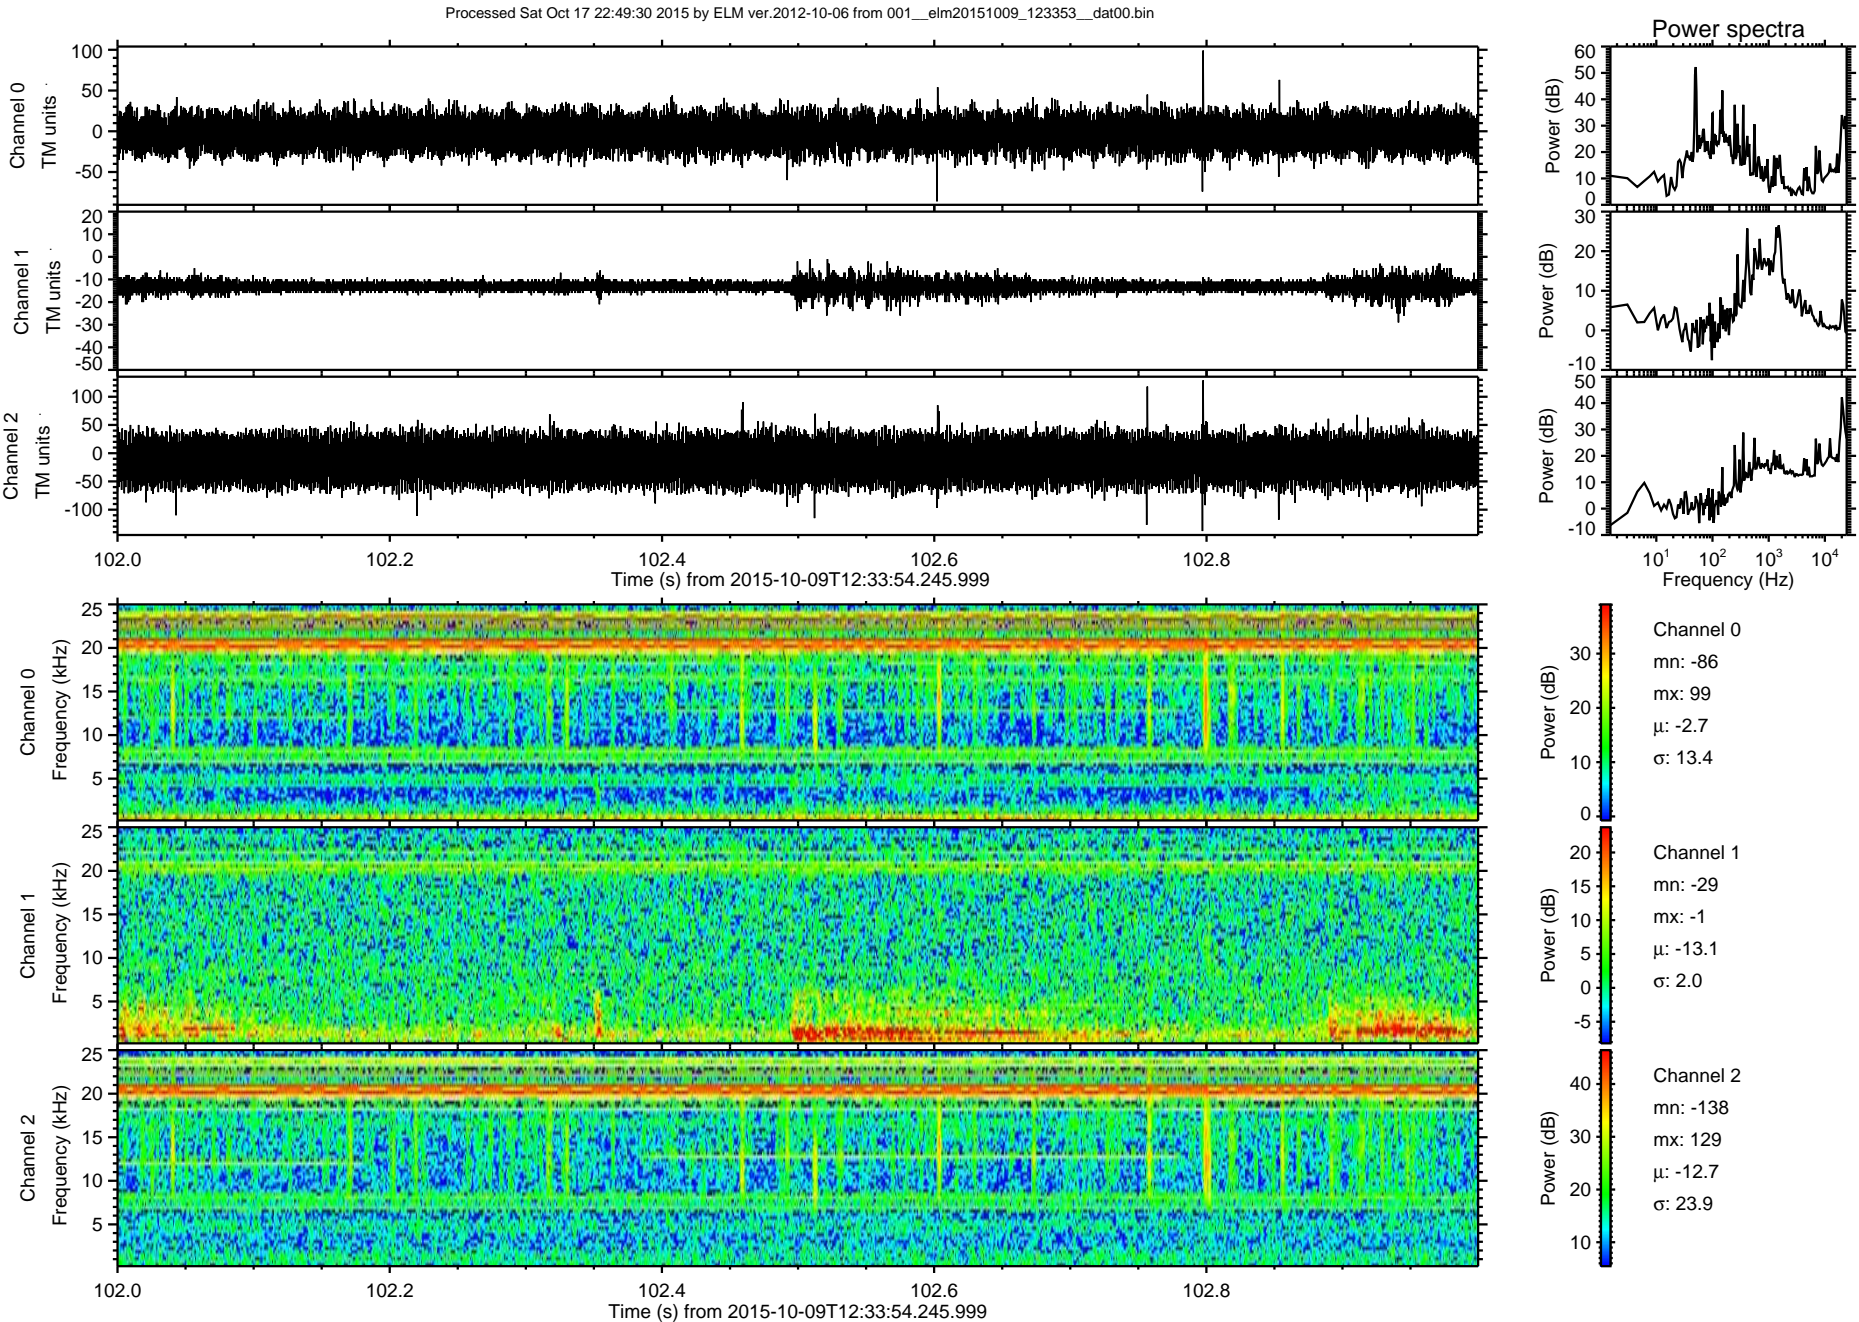 Processed Sat Oct 17 22:49:30 2015 by ELM ver.2012-10-06 from 001__elm20151009_123353__dat00.bin
Power spectra
Channel 0
TM units
100
50
0
-50
Power (dB)
60
50
40
30
20
10
0
Channel 1
TM units
20
10
0
-10
-20
-30
-40
-50
Power (dB)
30
20
10
0
-10
Channel 2
TM units
100
50
0
-50
-100
Power (dB)
50
40
30
20
10
0
-10
102.0 102.2 102.4 102.6 102.8
Time (s) from 2015-10-09T12:33:54.245.999
10¹ 10² 10³ 10⁴
Frequency (Hz)
Channel 0
Frequency (kHz)
25
20
15
10
5
Power (dB)
30
20
10
0
Channel 0
mn: -86
mx: 99
μ: -2.7
σ: 13.4
Channel 1
Frequency (kHz)
25
20
15
10
5
Power (dB)
20
15
10
5
0
-5
Channel 1
mn: -29
mx: -1
μ: -13.1
σ: 2.0
Channel 2
Frequency (kHz)
25
20
15
10
5
Power (dB)
40
30
20
10
Channel 2
mn: -138
mx: 129
μ: -12.7
σ: 23.9
102.0 102.2 102.4 102.6 102.8
Time (s) from 2015-10-09T12:33:54.245.999